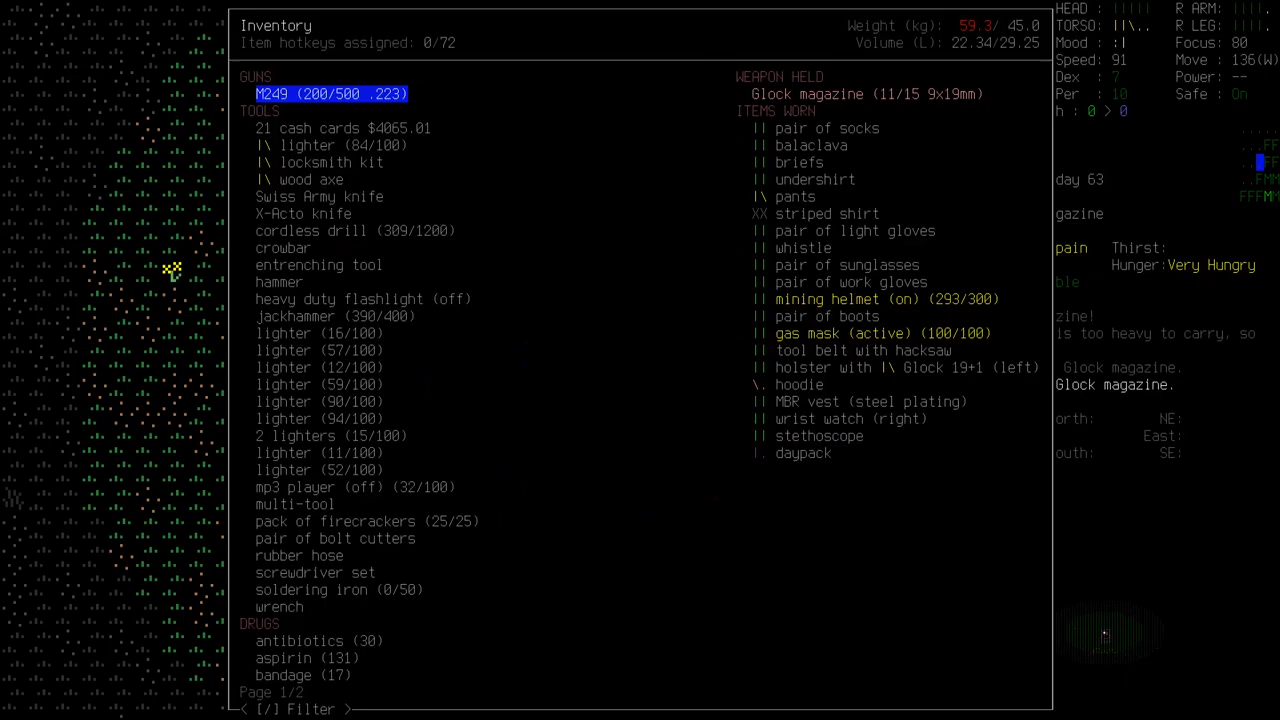 Inventory
Item hotkeys assigned: 0/72
Weight (kg): 59.3/ 45.0
Volume (L): 22.34/29.25
GUNS
M249 (200/500 .223)
TOOLS
21 cash cards $4065.01
|\ lighter (84/100)
|\ locksmith kit
|\ wood axe
Swiss Army knife
X-Acto knife
cordless drill (309/1200)
crowbar
entrenching tool
hammer
heavy duty flashlight (off)
jackhammer (390/400)
lighter (16/100)
lighter (57/100)
lighter (12/100)
lighter (59/100)
lighter (90/100)
lighter (94/100)
2 lighters (15/100)
lighter (11/100)
lighter (52/100)
mp3 player (off) (32/100)
multi-tool
pack of firecrackers (25/25)
pair of bolt cutters
rubber hose
screwdriver set
soldering iron (0/50)
wrench
DRUGS
antibiotics (30)
aspirin (131)
bandage (17)
Page 1/2
< [/] Filter >
WEAPON HELD
Glock magazine (11/15 9x19mm)
ITEMS WORN
|| pair of socks
|| balaclava
|| briefs
|| undershirt
|\ pants
XX striped shirt
|| pair of light gloves
|| whistle
|| pair of sunglasses
|| pair of work gloves
|| mining helmet (on) (293/300)
|| pair of boots
|| gas mask (active) (100/100)
|| tool belt with hacksaw
|| holster with |\ Glock 19+1 (left)
\. hoodie
|| MBR vest (steel plating)
|| wrist watch (right)
|| stethoscope
|. daypack
HEAD : ||||| R ARM: ||||.
TORSO: ||\.. R LEG: ||||.
Mood : :| Focus: 80
Speed: 91 Move : 136(W)
Dex : 7 Power: --
Per : 10 Safe : On
h : 0 > 0
day 63
gazine
pain Thirst:
Hunger:Very Hungry
ble
zine!
is too heavy to carry, so
Glock magazine.
Glock magazine.
orth: NE:
East:
outh: SE: